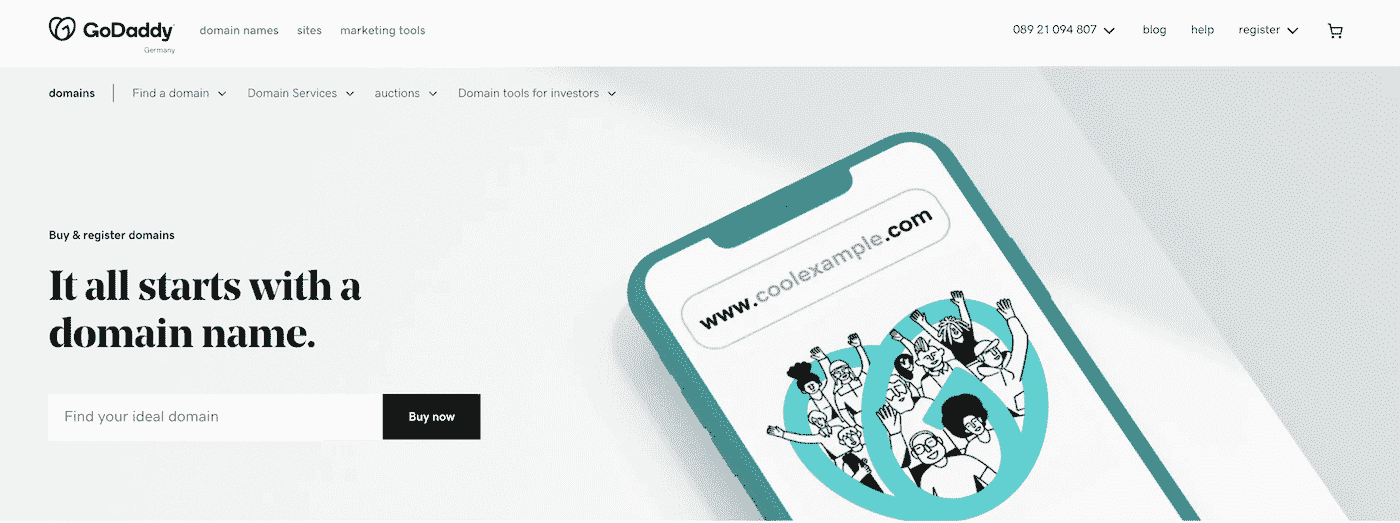 GoDaddy
Germany
domain names sites marketing tools
089 21 094 807 blog help register
domains Find a domain Domain Services auctions Domain tools for investors
Buy & register domains
It all starts with a
domain name.
Find your ideal domain Buy now
www.coolexample.com